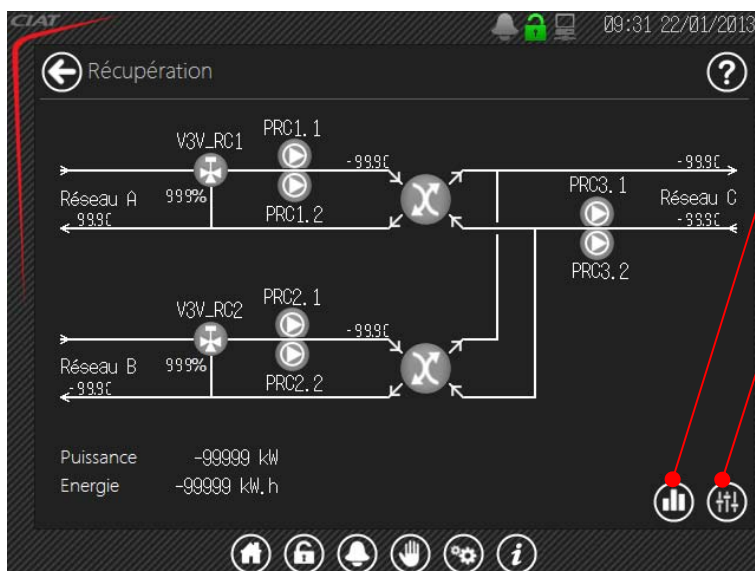 CIAT
09:31 22/01/2013
Récupération
?
PRC1.1
V3V_RC1
-99.9C
-99.9C
Réseau A
999%
PRC1.2
-99.9C
PRC3.1
Réseau C
-99.9C
PRC3.2
PRC2.1
V3V_RC2
-99.9C
Réseau B
999%
PRC2.2
-99.9C
Puissance -99999 kW
Energie -99999 kW.h
i